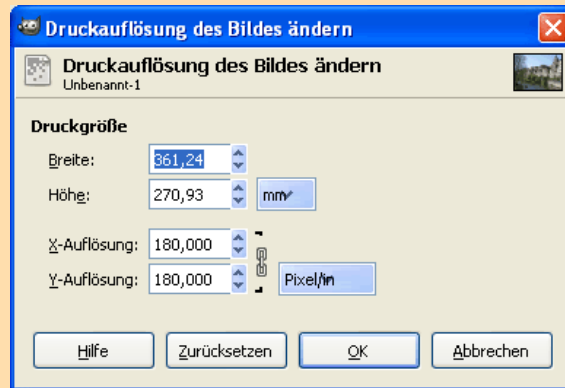 Druckauflösung des Bildes ändern
Druckauflösung des Bildes ändern
Unbenannt-1
Druckgröße
Breite: 361,24
Höhe: 270,93 mm
X-Auflösung: 180,000
Y-Auflösung: 180,000 Pixel/in
Hilfe Zurücksetzen OK Abbrechen